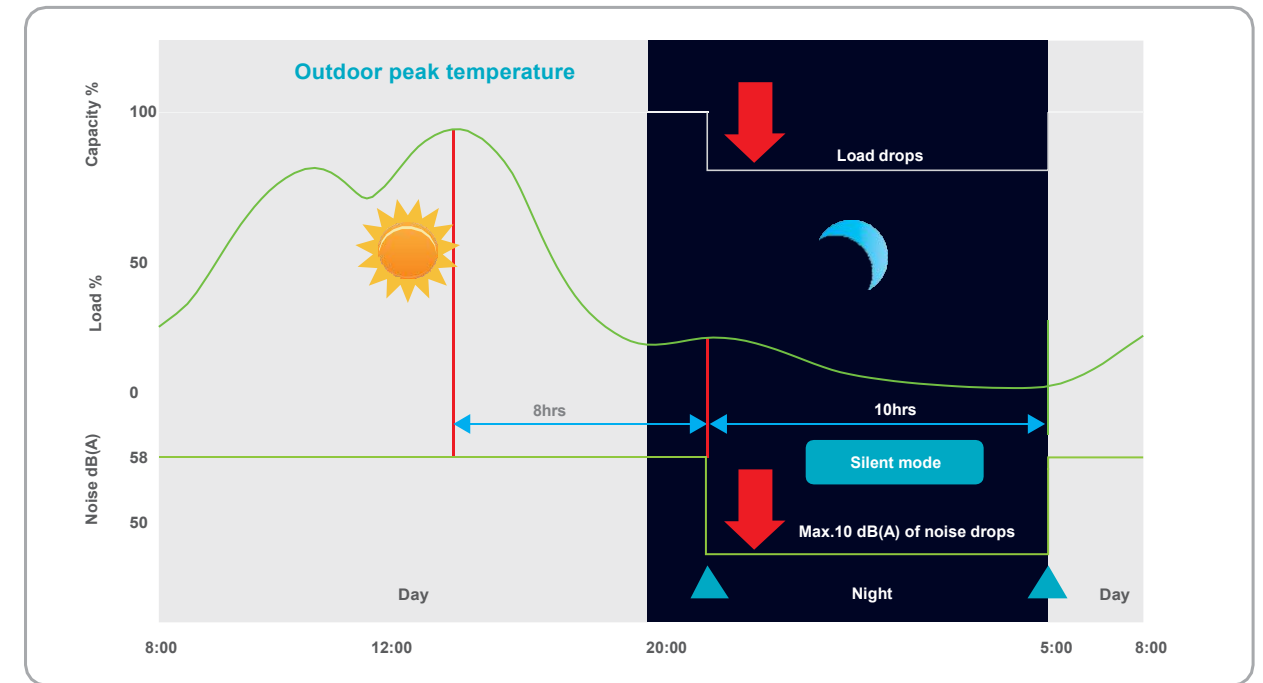 Outdoor peak temperature
Capacity %
100
Load drops
50
Load %
0
8hrs
10hrs
Noise dB(A)
58
Silent mode
50
Max.10 dB(A) of noise drops
Day
Night
Day
8:00
12:00
20:00
5:00
8:00